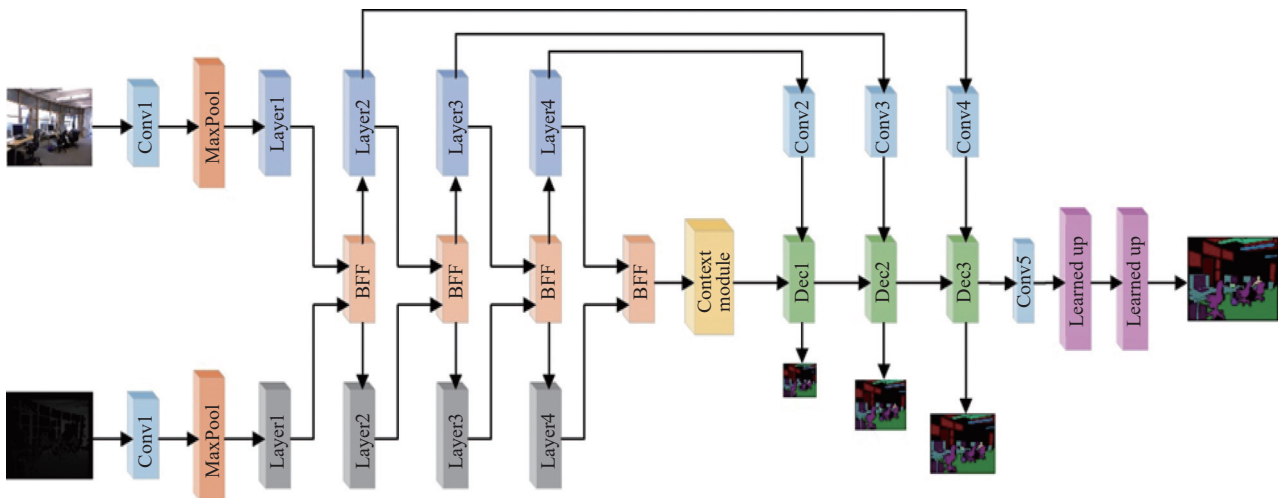 Conv1
MaxPool
Layer1
Layer2
Layer3
Layer4
Conv2
Conv3
Conv4
BFF
BFF
BFF
BFF
Context
module
Dec1
Dec2
Dec3
Conv5
Learned up
Learned up
Conv1
MaxPool
Layer1
Layer2
Layer3
Layer4